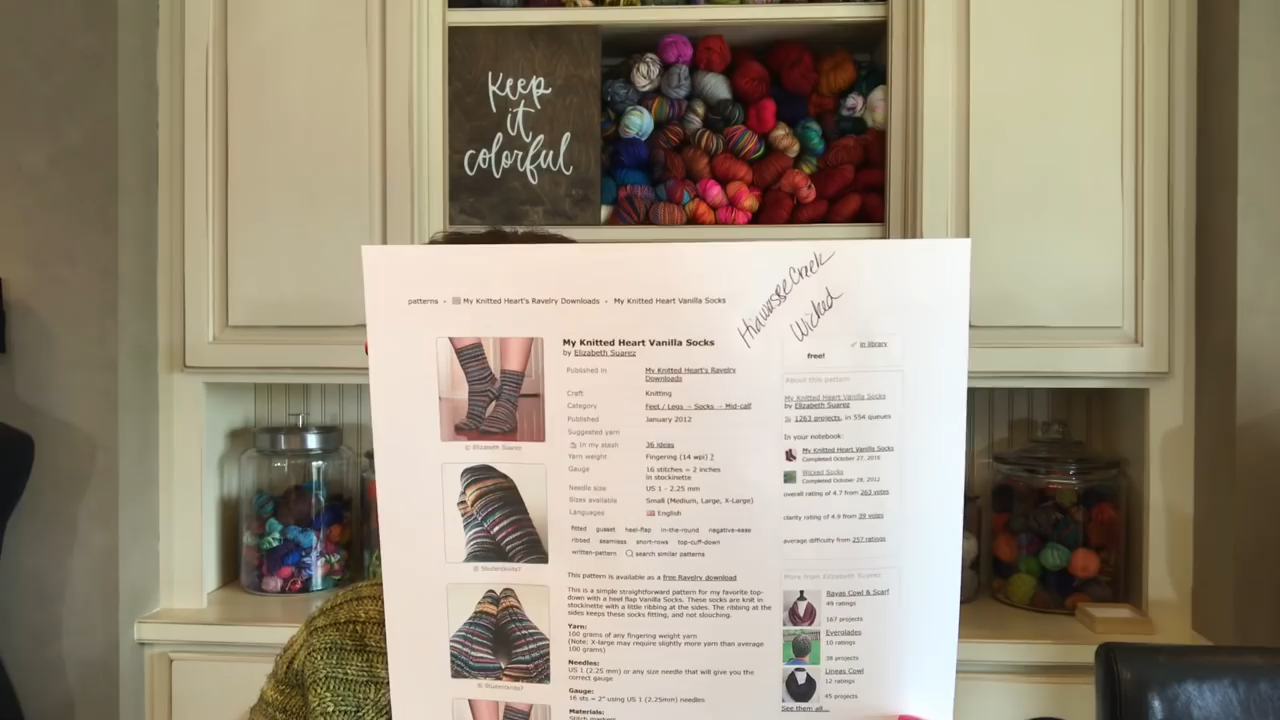 Keep
it
colorful
Hiawassee Creek
Wicked
patterns • My Knitted Heart's Ravelry Downloads • My Knitted Heart Vanilla Socks
My Knitted Heart Vanilla Socks
by Elizabeth Suarez
Published in My Knitted Heart's Ravelry
Downloads
Craft Knitting
Category Feet / Legs → Socks → Mid-calf
Published January 2012
Suggested yarn
In my stash 36 ideas
Yarn weight Fingering (14 wpi) ?
Gauge 16 stitches = 2 inches
in stockinette
Needle size US 1 - 2.25 mm
Sizes available Small (Medium, Large, X-Large)
Languages English
fitted gusset heel-flap in-the-round negative-ease
ribbed seamless short-rows top-cuff-down
written-pattern search similar patterns
This pattern is available as a free Ravelry download
This is a simple straightforward pattern for my favorite top-
down with a heel flap Vanilla Socks. These socks are knit in
stockinette with a little ribbing at the sides. The ribbing at the
sides keeps these socks fitting, and not slouching.
Yarn:
100 grams of any fingering weight yarn
(Note: X-large may require slightly more yarn than average
100 grams)
Needles:
US 1 (2.25 mm) or any size needle that will give you the
correct gauge
Gauge:
16 sts = 2" using US 1 (2.25mm) needles
Materials:
Stitch markers
© Elizabeth Suarez
© Studentknits7
© Studentknits7
in library
free!
About this pattern
My Knitted Heart Vanilla Socks
by Elizabeth Suarez
1263 projects, in 554 queues
In your notebook:
My Knitted Heart Vanilla Socks
Completed October 27, 2016
Wicked Socks
Completed October 28, 2012
overall rating of 4.7 from 263 votes
clarity rating of 4.9 from 39 votes
average difficulty from 257 ratings
More from Elizabeth Suarez
Rayas Cowl & Scarf
49 ratings
167 projects
Everglades
10 ratings
38 projects
Lineas Cowl
12 ratings
45 projects
See them all...